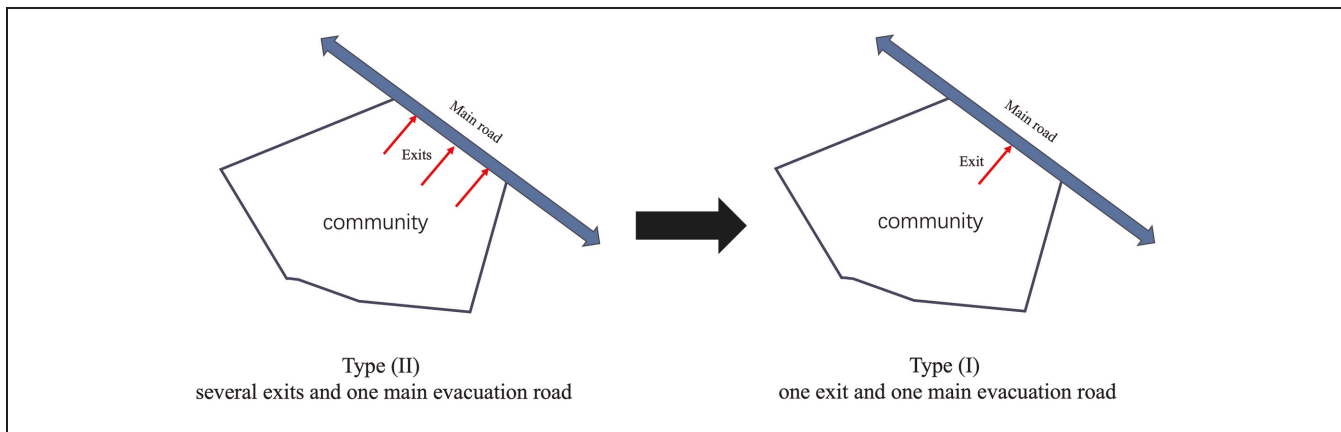 Main road
Exits
community
Type (II)
several exits and one main evacuation road
Main road
Exit
community
Type (I)
one exit and one main evacuation road